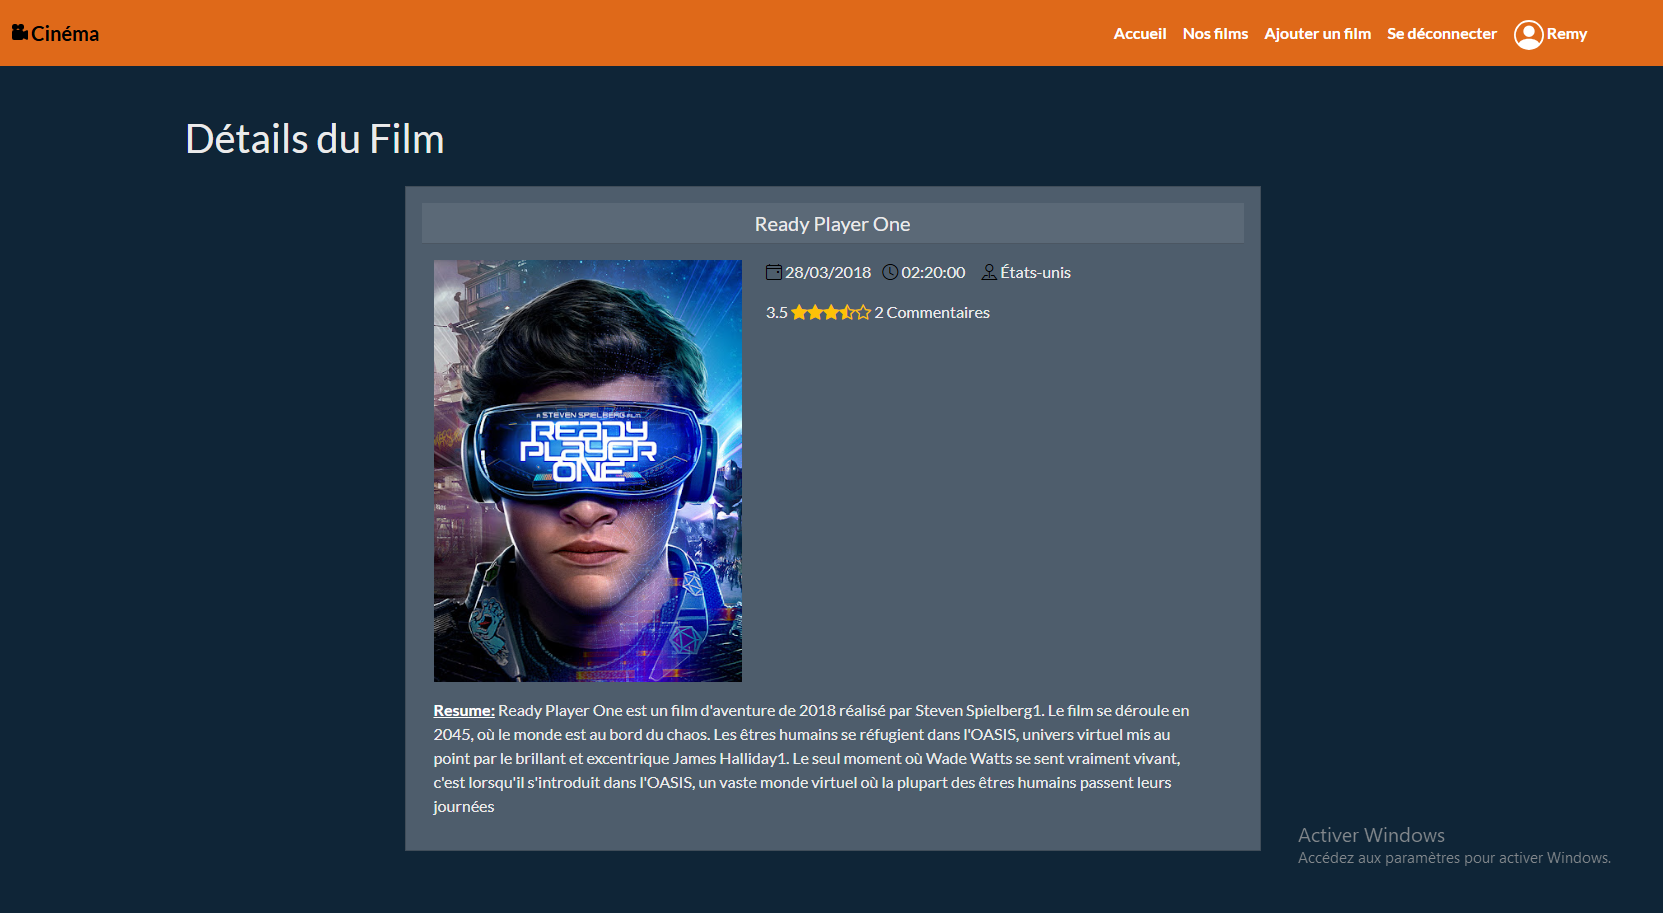 Cinéma
Accueil Nos films Ajouter un film Se déconnecter Remy
Détails du Film
Ready Player One
28/03/2018 02:20:00 États-unis
3.5 2 Commentaires
A STEVEN SPIELBERG FILM
READY
PLAYER
ONE
Resume: Ready Player One est un film d'aventure de 2018 réalisé par Steven Spielberg1. Le film se déroule en
2045, où le monde est au bord du chaos. Les êtres humains se réfugient dans l'OASIS, univers virtuel mis au
point par le brillant et excentrique James Halliday1. Le seul moment où Wade Watts se sent vraiment vivant,
c'est lorsqu'il s'introduit dans l'OASIS, un vaste monde virtuel où la plupart des êtres humains passent leurs
journées
Activer Windows
Accédez aux paramètres pour activer Windows.